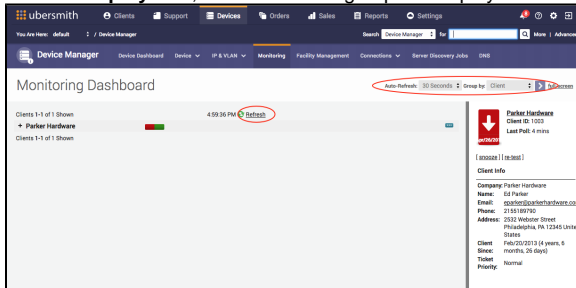 ubersmith Clients Support Devices Orders Sales Reports Settings
You Are Here: default / Device Manager Search Device Manager for More | Advanced
Device Manager Device Dashboard Device IP & VLAN Monitoring Facility Management Connections Server Discovery Jobs DNS
Monitoring Dashboard Auto-Refresh: 30 Seconds Group by: Client full screen
Clients 1-1 of 1 Shown 4:59:36 PM Refresh
+ Parker Hardware
Clients 1-1 of 1 Shown
Parker Hardware
Client ID: 1003
Last Poll: 4 mins
[ snooze ] [ re-test ]
Client Info
Company: Parker Hardware
Name: Ed Parker
Email: eparker@parkerhardware.co
Phone: 2155189790
Address: 2532 Webster Street
Philadelphia, PA 12345 Unite
States
Client Since: Feb/20/2013 (4 years, 6
months, 26 days)
Ticket Priority: Normal